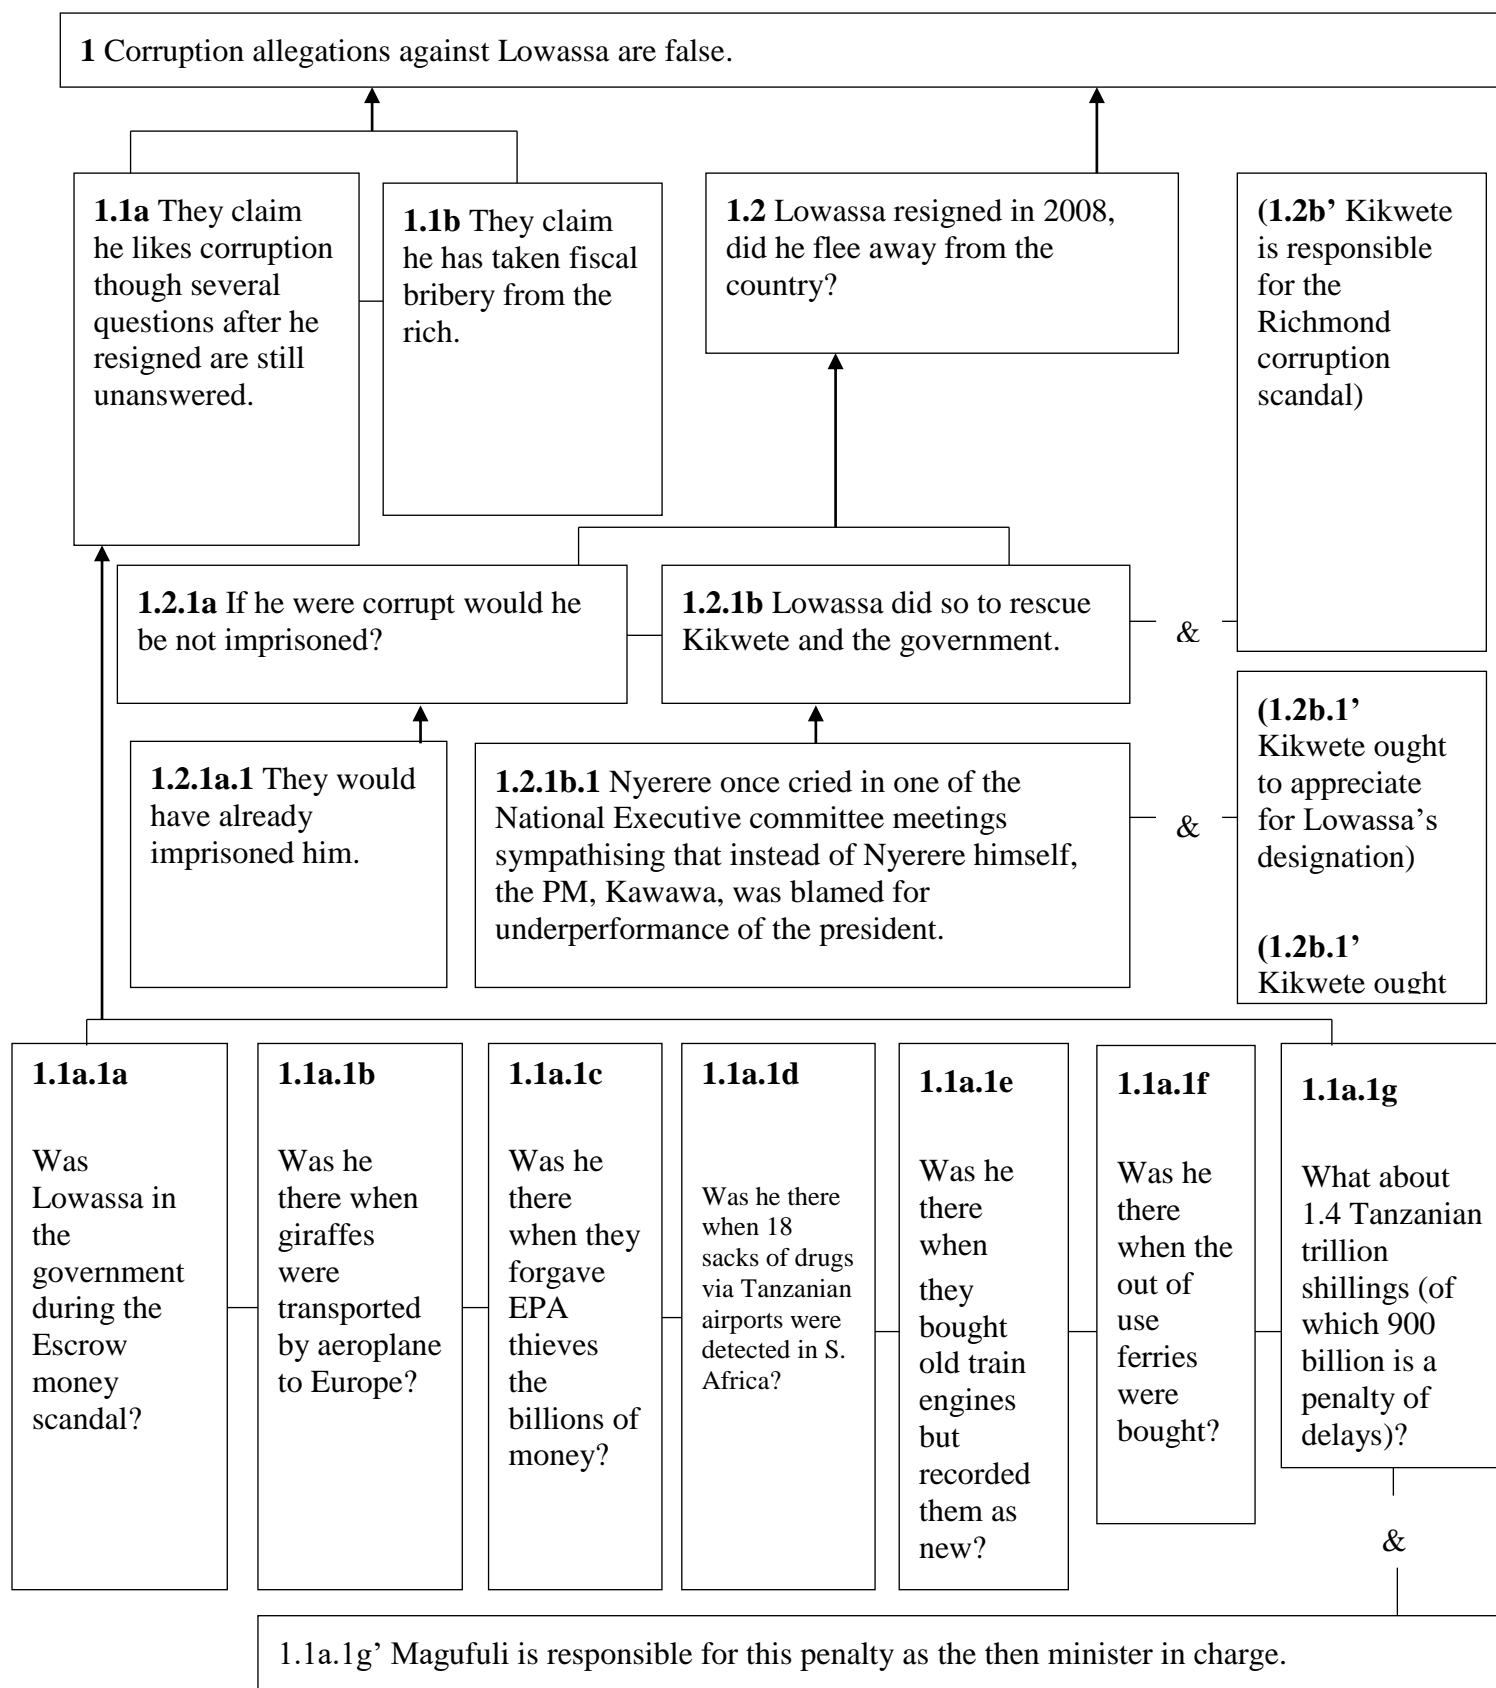 1 Corruption allegations against Lowassa are false.
1.1a They claim
he likes corruption
though several
questions after he
resigned are still
unanswered.
1.1b They claim
he has taken fiscal
bribery from the
rich.
1.2 Lowassa resigned in 2008,
did he flee away from the
country?
(1.2b’ Kikwete
is responsible
for the
Richmond
corruption
scandal)
1.2.1a If he were corrupt would he
be not imprisoned?
1.2.1b Lowassa did so to rescue
Kikwete and the government.
&
1.2.1a.1 They would
have already
imprisoned him.
1.2.1b.1 Nyerere once cried in one of the
National Executive committee meetings
sympathising that instead of Nyerere himself,
the PM, Kawawa, was blamed for
underperformance of the president.
&
(1.2b.1’
Kikwete ought
to appreciate
for Lowassa’s
designation)
(1.2b.1’
Kikwete ought
1.1a.1a
Was
Lowassa in
the
government
during the
Escrow
money
scandal?
1.1a.1b
Was he
there when
giraffes
were
transported
by aeroplane
to Europe?
1.1a.1c
Was he
there
when they
forgave
EPA
thieves
the
billions of
money?
1.1a.1d
Was he there
when 18
sacks of drugs
via Tanzanian
airports were
detected in S.
Africa?
1.1a.1e
Was he
there
when
they
bought
old train
engines
but
recorded
them as
new?
1.1a.1f
Was he
there
when the
out of
use
ferries
were
bought?
1.1a.1g
What about
1.4 Tanzanian
trillion
shillings (of
which 900
billion is a
penalty of
delays)?
&
1.1a.1g’ Magufuli is responsible for this penalty as the then minister in charge.